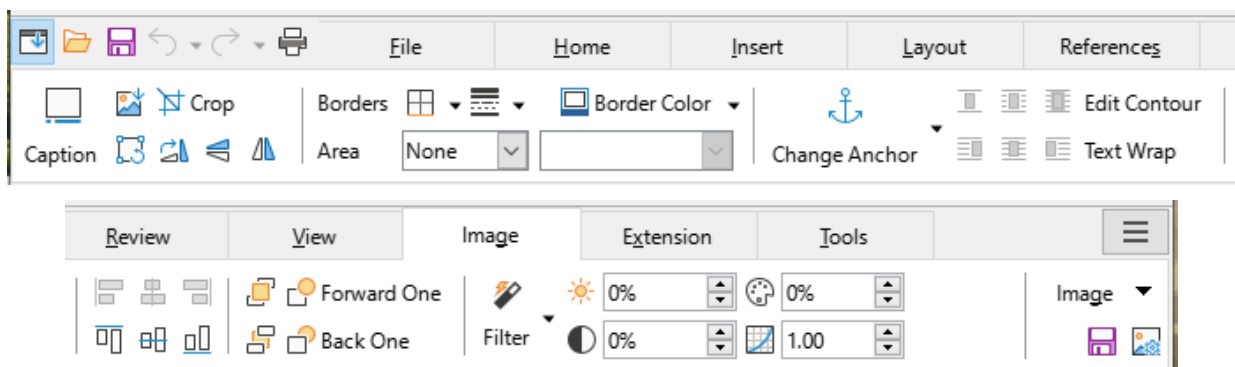 File Home Insert Layout References
Crop Borders Border Color Edit Contour
Caption Area None Change Anchor Text Wrap
Review View Image Extension Tools
Forward One 0% 0% Image
Back One Filter 0% 1.00